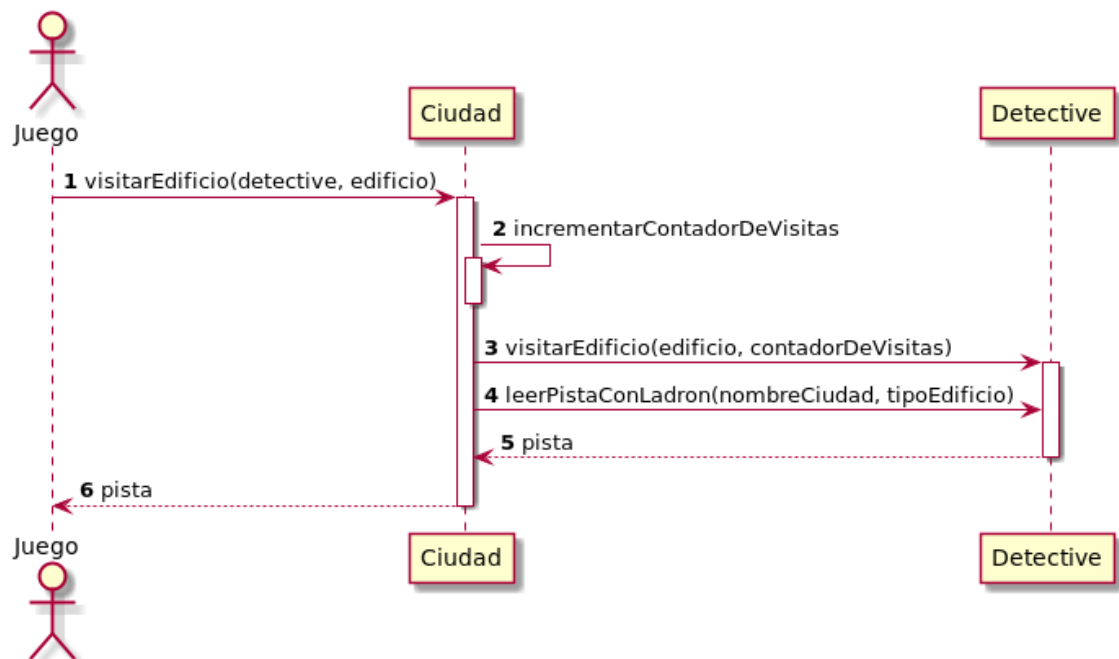 Juego
Ciudad
Detective
1 visitarEdificio(detective, edificio)
2 incrementarContadorDeVisitas
3 visitarEdificio(edificio, contadorDeVisitas)
4 leerPistaConLadron(nombreCiudad, tipoEdificio)
5 pista
6 pista
Juego
Ciudad
Detective